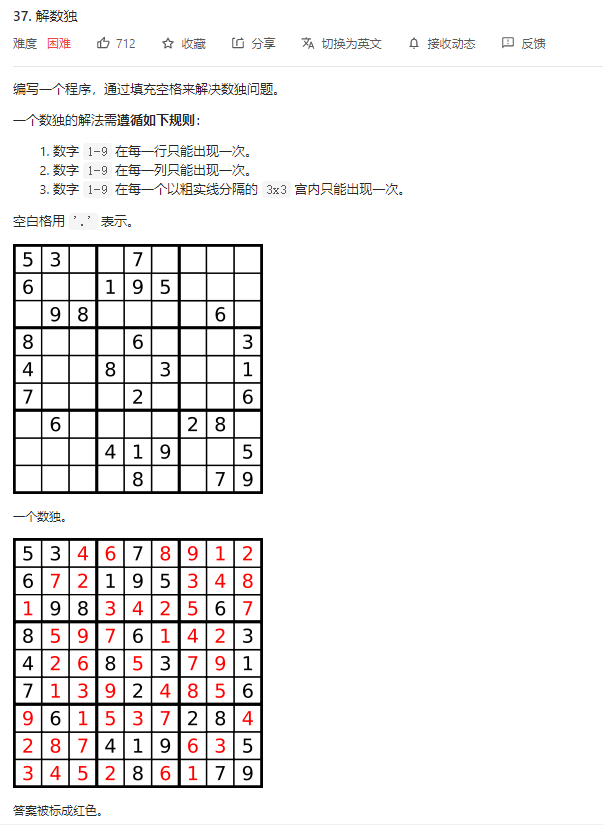 37. 解数独
难度 困难 712 收藏 分享 切换为英文 接收动态 反馈
编写一个程序，通过填充空格来解决数独问题。
一个数独的解法需遵循如下规则：
1. 数字 1-9 在每一行只能出现一次。
2. 数字 1-9 在每一列只能出现一次。
3. 数字 1-9 在每一个以粗实线分隔的 3x3 宫内只能出现一次。
空白格用 '.' 表示。
5 3 7
6 1 9 5
9 8 6
8 6 3
4 8 3 1
7 2 6
6 2 8
4 1 9 5
8 7 9
一个数独。
5 3 4 6 7 8 9 1 2
6 7 2 1 9 5 3 4 8
1 9 8 3 4 2 5 6 7
8 5 9 7 6 1 4 2 3
4 2 6 8 5 3 7 9 1
7 1 3 9 2 4 8 5 6
9 6 1 5 3 7 2 8 4
2 8 7 4 1 9 6 3 5
3 4 5 2 8 6 1 7 9
答案被标成红色。